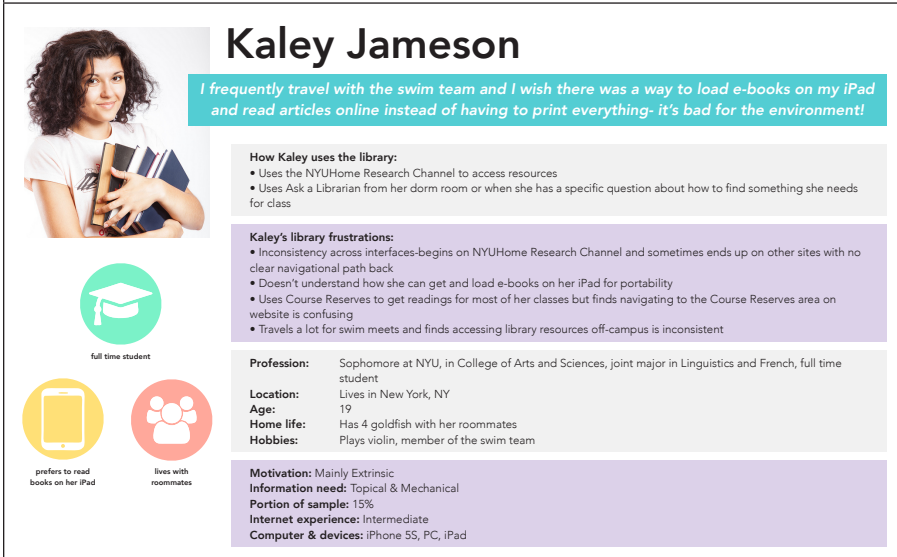 Kaley Jameson
I frequently travel with the swim team and I wish there was a way to load e-books on my iPad
and read articles online instead of having to print everything- it's bad for the environment!
How Kaley uses the library:
• Uses the NYUHome Research Channel to access resources
• Uses Ask a Librarian from her dorm room or when she has a specific question about how to find something she needs
for class
Kaley's library frustrations:
• Inconsistency across interfaces-begins on NYUHome Research Channel and sometimes ends up on other sites with no
clear navigational path back
• Doesn't understand how she can get and load e-books on her iPad for portability
• Uses Course Reserves to get readings for most of her classes but finds navigating to the Course Reserves area on
website is confusing
• Travels a lot for swim meets and finds accessing library resources off-campus is inconsistent
full time student
prefers to read
books on her iPad
lives with
roommates
Profession: Sophomore at NYU, in College of Arts and Sciences, joint major in Linguistics and French, full time
student
Location: Lives in New York, NY
Age: 19
Home life: Has 4 goldfish with her roommates
Hobbies: Plays violin, member of the swim team
Motivation: Mainly Extrinsic
Information need: Topical & Mechanical
Portion of sample: 15%
Internet experience: Intermediate
Computer & devices: iPhone 5S, PC, iPad